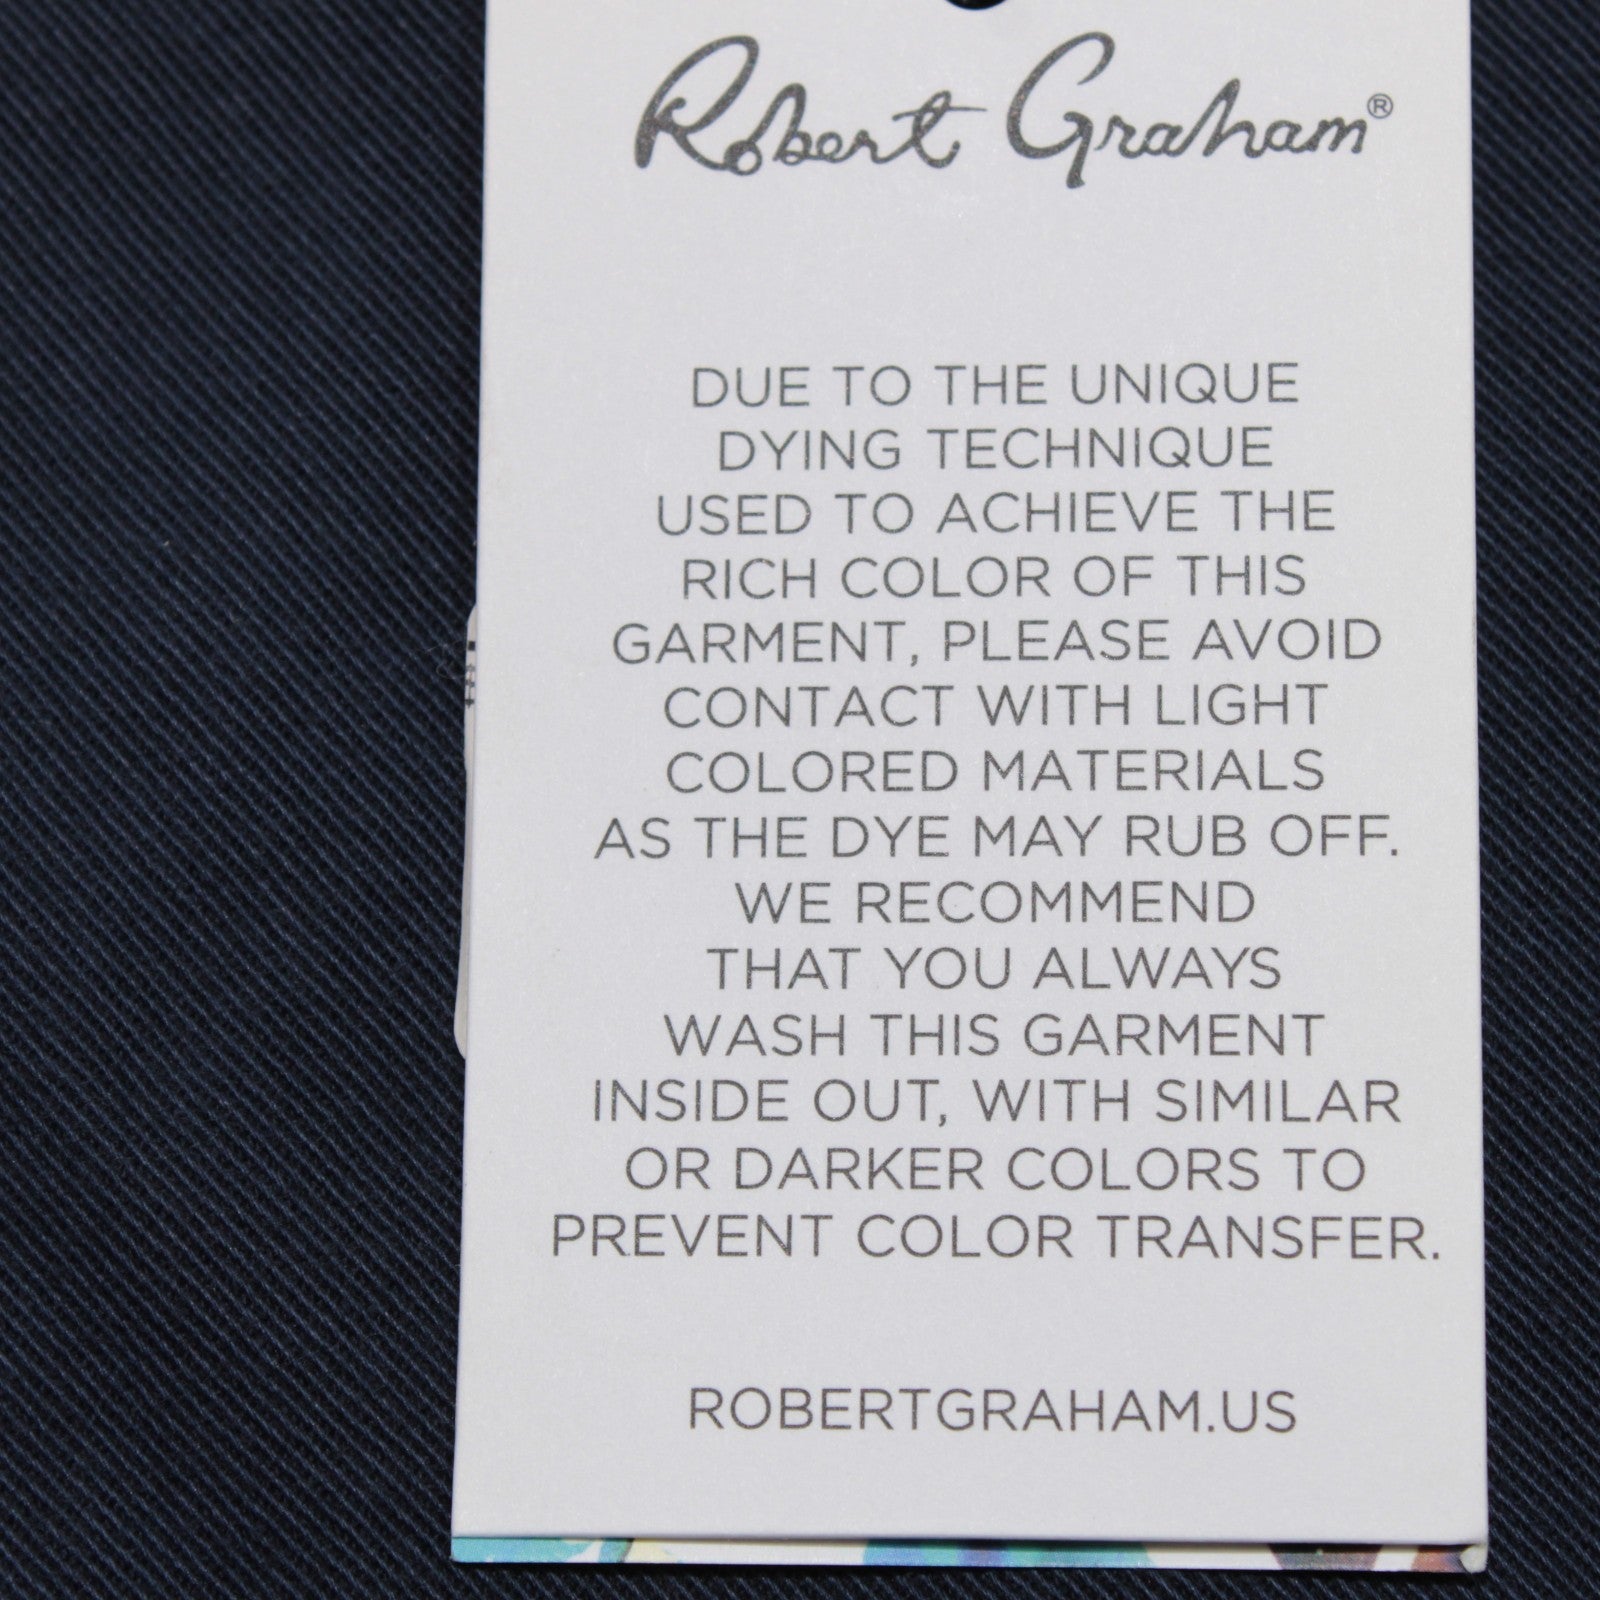 Robert Graham®
DUE TO THE UNIQUE
DYING TECHNIQUE
USED TO ACHIEVE THE
RICH COLOR OF THIS
GARMENT, PLEASE AVOID
CONTACT WITH LIGHT
COLORED MATERIALS
AS THE DYE MAY RUB OFF.
WE RECOMMEND
THAT YOU ALWAYS
WASH THIS GARMENT
INSIDE OUT, WITH SIMILAR
OR DARKER COLORS TO
PREVENT COLOR TRANSFER.
ROBERTGRAHAM.US